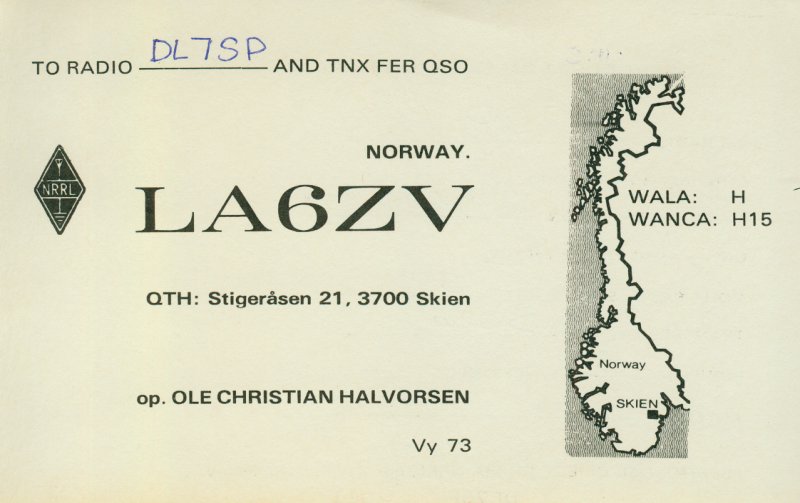 TO RADIO DL7SP AND TNX FER QSO
NORWAY.
NRRL
LA6ZV
QTH: Stigeråsen 21, 3700 Skien
op. OLE CHRISTIAN HALVORSEN
Vy 73
WALA: H
WANCA: H15
Norway
SKIEN